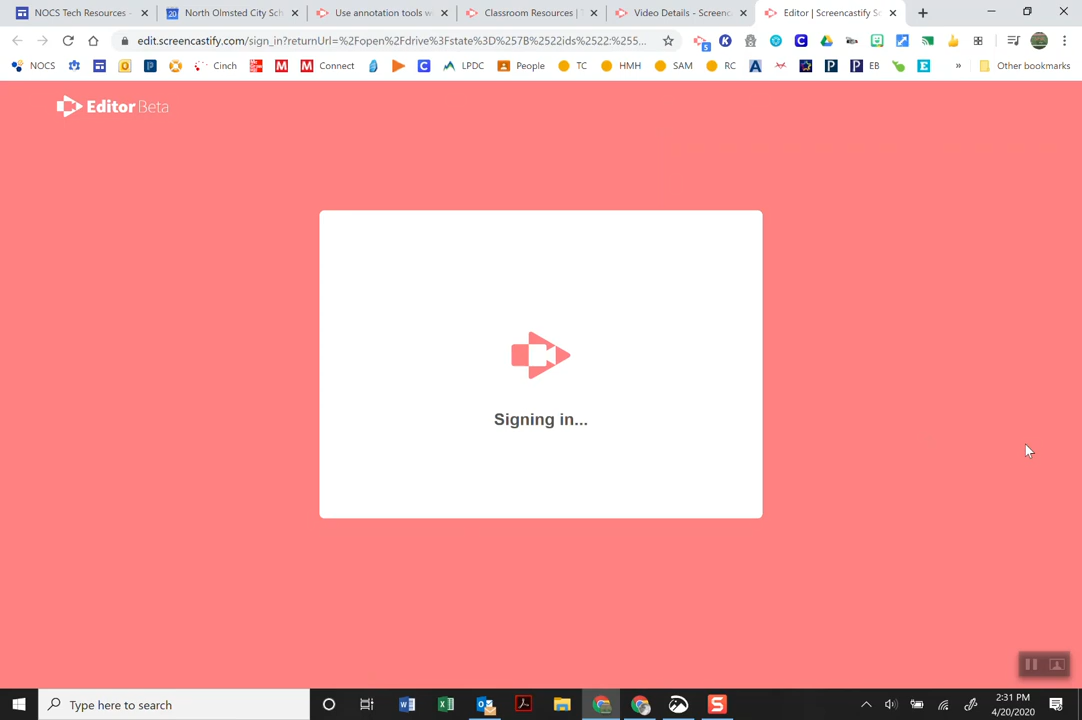 NOCS Tech Resources -
North Olmsted City Sch
Use annotation tools w
Classroom Resources | T
Video Details - Screenca
Editor | Screencastify Sc
edit.screencastify.com/sign_in?returnUrl=%2Fopen%2Fdrive%3Fstate%3D%257B%2522ids%2522:%255...
5
NOCS
Cinch
Connect
LPDC
People
TC
HMH
SAM
RC
EB
»
Other bookmarks
Editor Beta
Signing in...
Type here to search
2:31 PM
4/20/2020